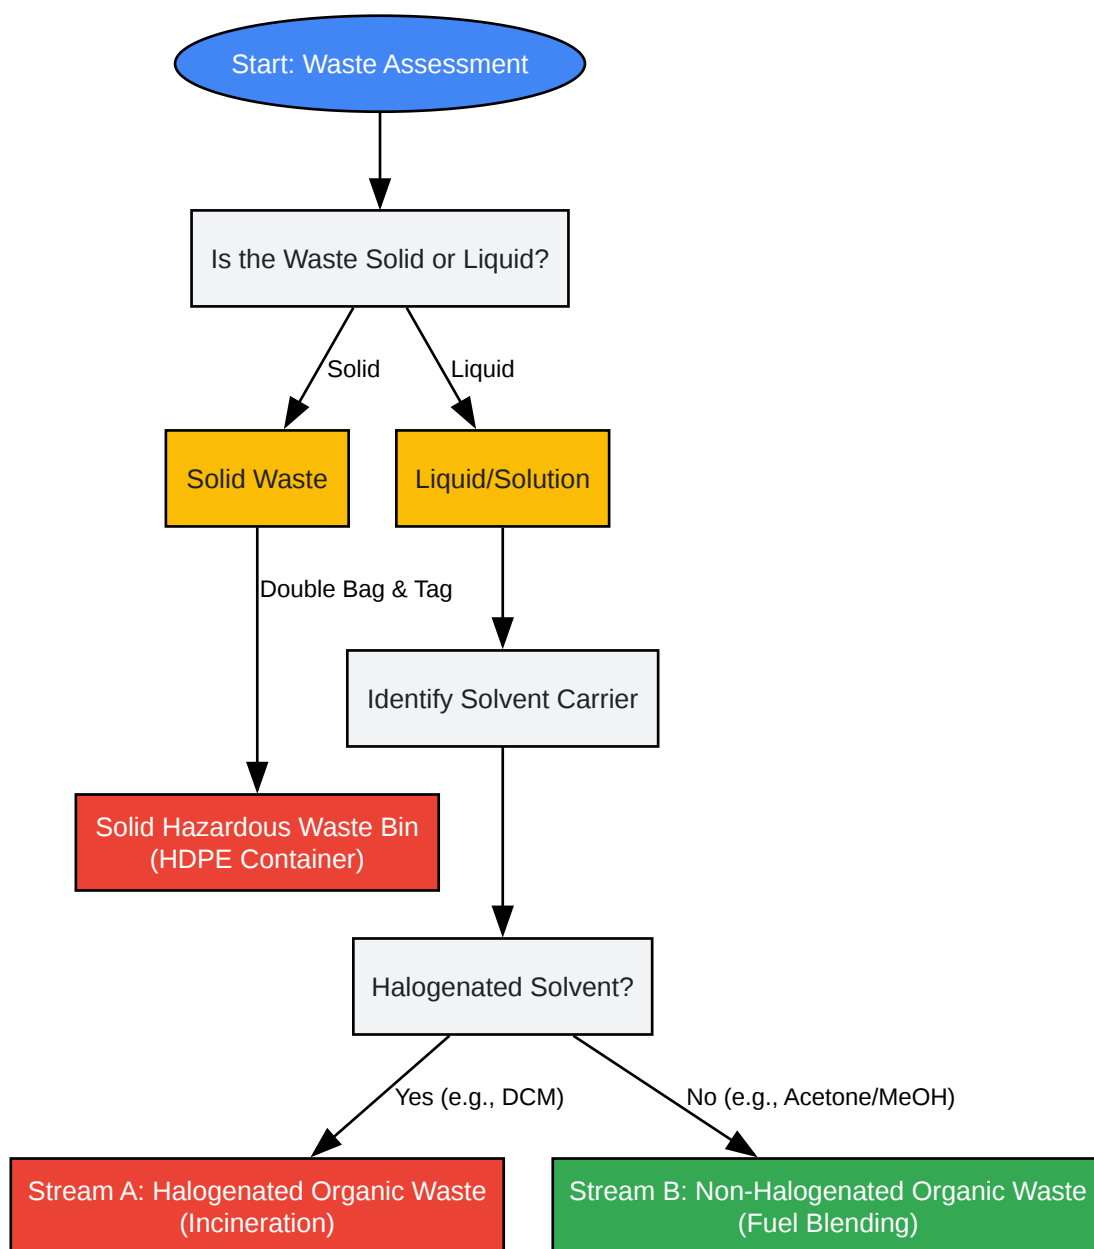 Start: Waste Assessment
Is the Waste Solid or Liquid?
Solid
Liquid
Solid Waste
Liquid/Solution
Double Bag & Tag
Identify Solvent Carrier
Solid Hazardous Waste Bin
(HDPE Container)
Halogenated Solvent?
Yes (e.g., DCM)
No (e.g., Acetone/MeOH)
Stream A: Halogenated Organic Waste
(Incineration)
Stream B: Non-Halogenated Organic Waste
(Fuel Blending)